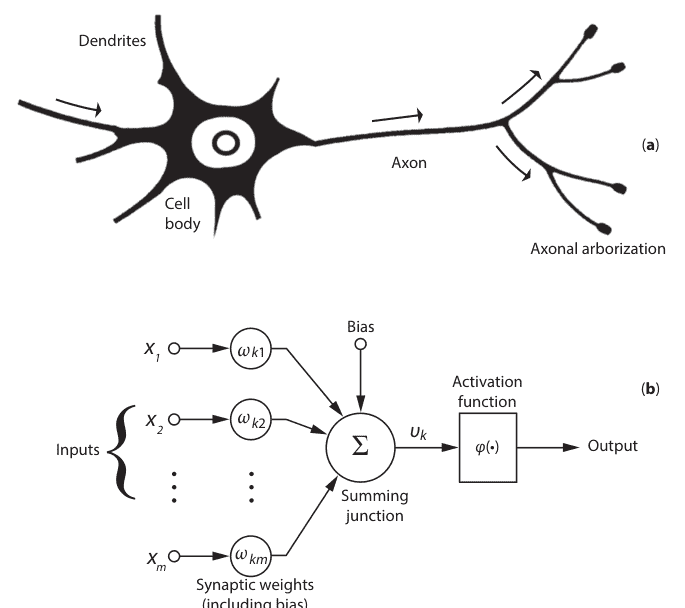 Dendrites
(a)
Axon
Cell
body
Axonal arborization
Bias
x1
ωk1
Activation
function
(b)
x2
ωk2
Inputs
Σ
υk
φ(•)
Output
Summing
junction
xm
ωkm
Synaptic weights
(including bias)